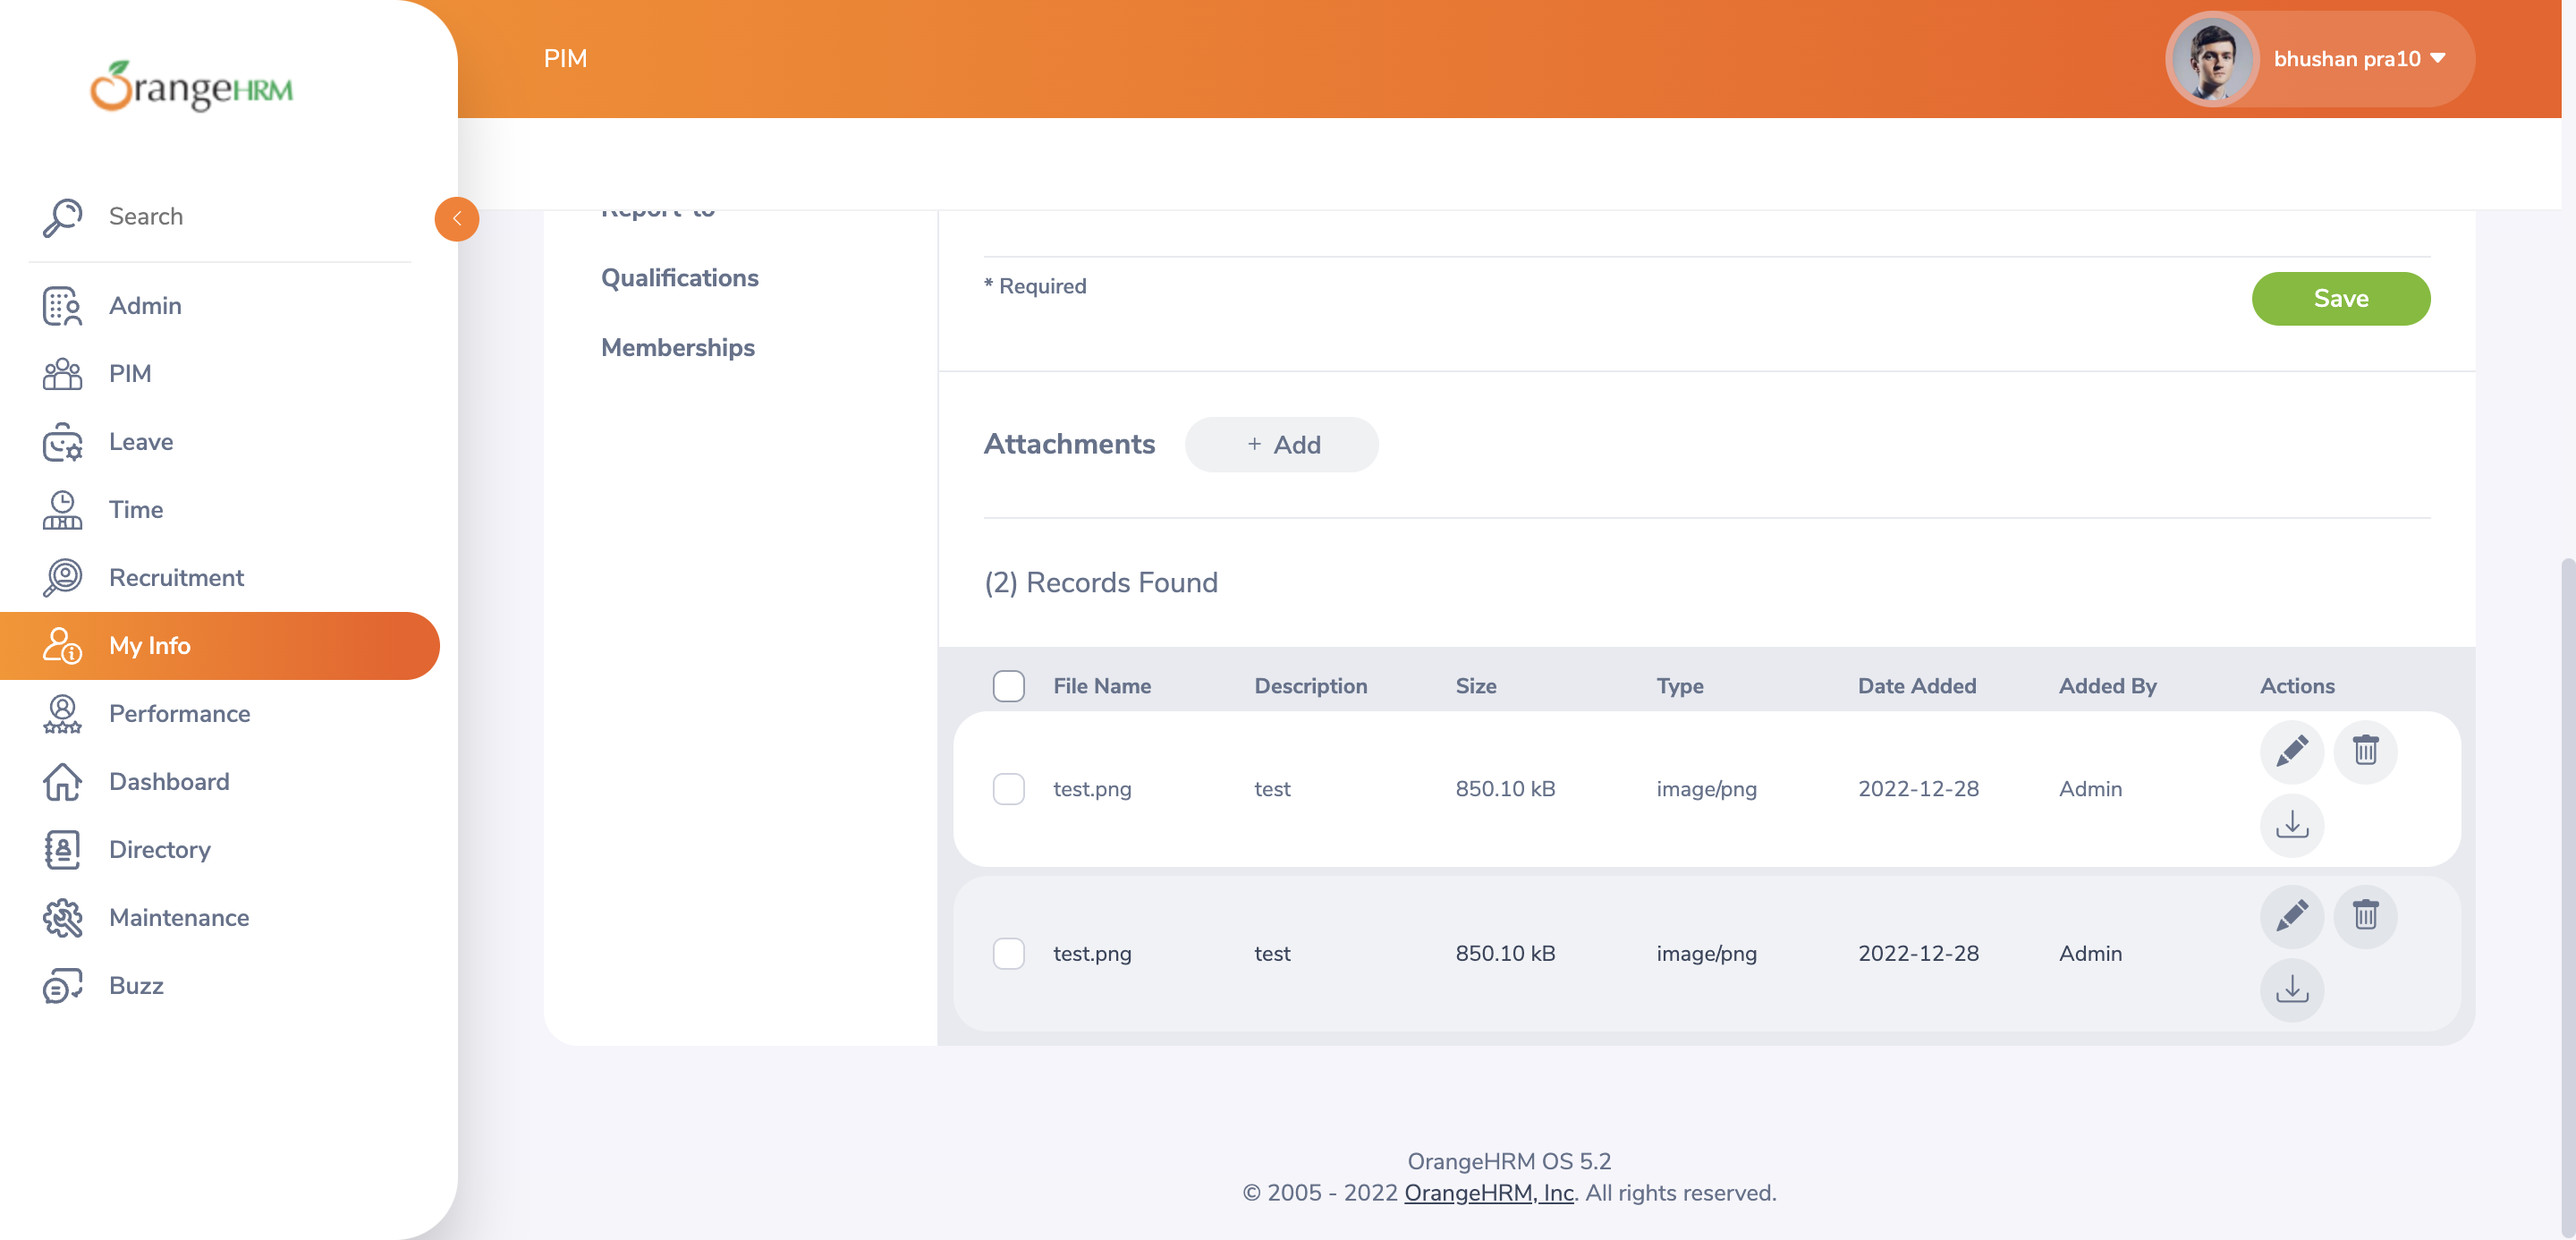 OrangeHRM
PIM
bhushan pra10
Search
Admin
PIM
Leave
Time
Recruitment
My Info
Performance
Dashboard
Directory
Maintenance
Buzz
Report-to
Qualifications
Memberships
* Required
Save
Attachments
+ Add
(2) Records Found
File Name Description Size Type Date Added Added By Actions
test.png test 850.10 kB image/png 2022-12-28 Admin
test.png test 850.10 kB image/png 2022-12-28 Admin
OrangeHRM OS 5.2
© 2005 - 2022 OrangeHRM, Inc. All rights reserved.